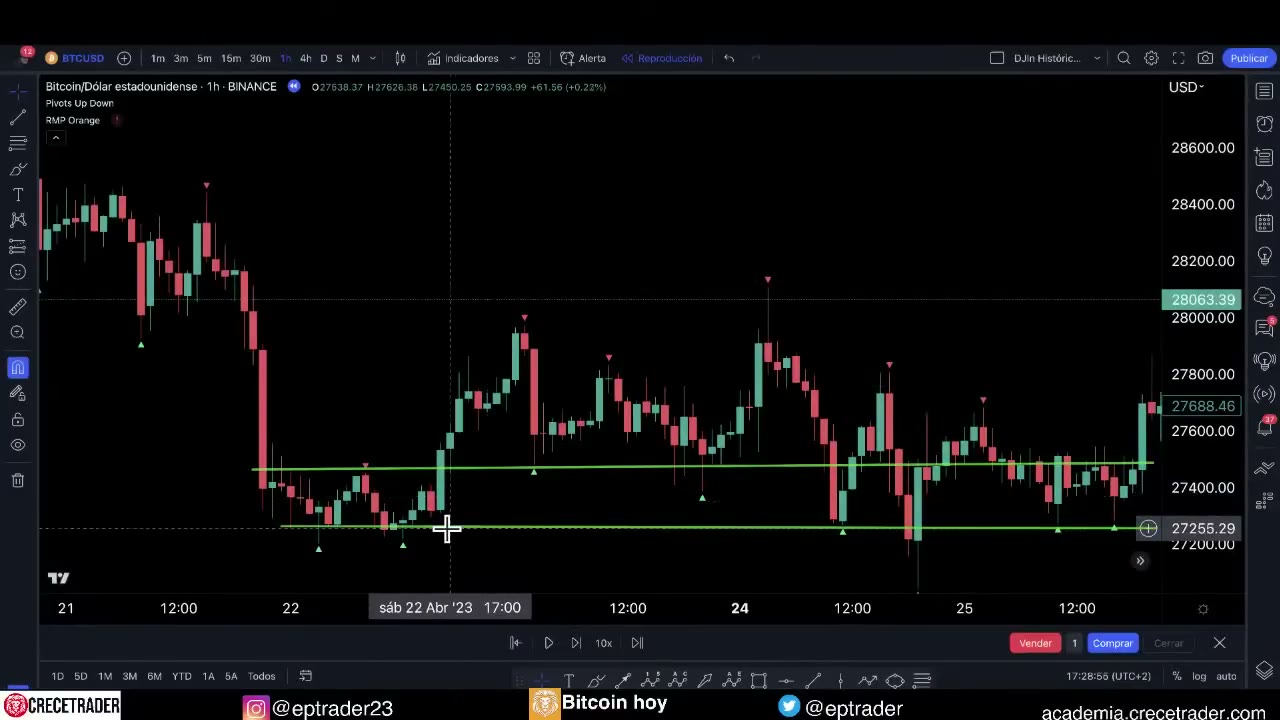 12
BTCUSD 1m 3m 5m 15m 30m 1h 4h D S M Indicadores Alerta Reproducción DJIn Históric... Publicar
Bitcoin/Dólar estadounidense · 1h · BINANCE O27538.37 H27626.38 L27450.25 C27593.99 +61.56 (+0.22%) USD
Pivots Up Down
RMP Orange
28600.00
28400.00
28200.00
28063.39
28000.00
5
27800.00
27688.46
37
27600.00
27400.00
27255.29
27200.00
21 12:00 22 sáb 22 Abr '23 17:00 12:00 24 12:00 25 12:00
10x Vender 1 Comprar Cerrar
1D 5D 1M 3M 6M YTD 1A 5A Todos 17:28:56 (UTC+2) % log auto
CRECETRADER @eptrader23 Bitcoin hoy @eptrader academia.crecetrader.com